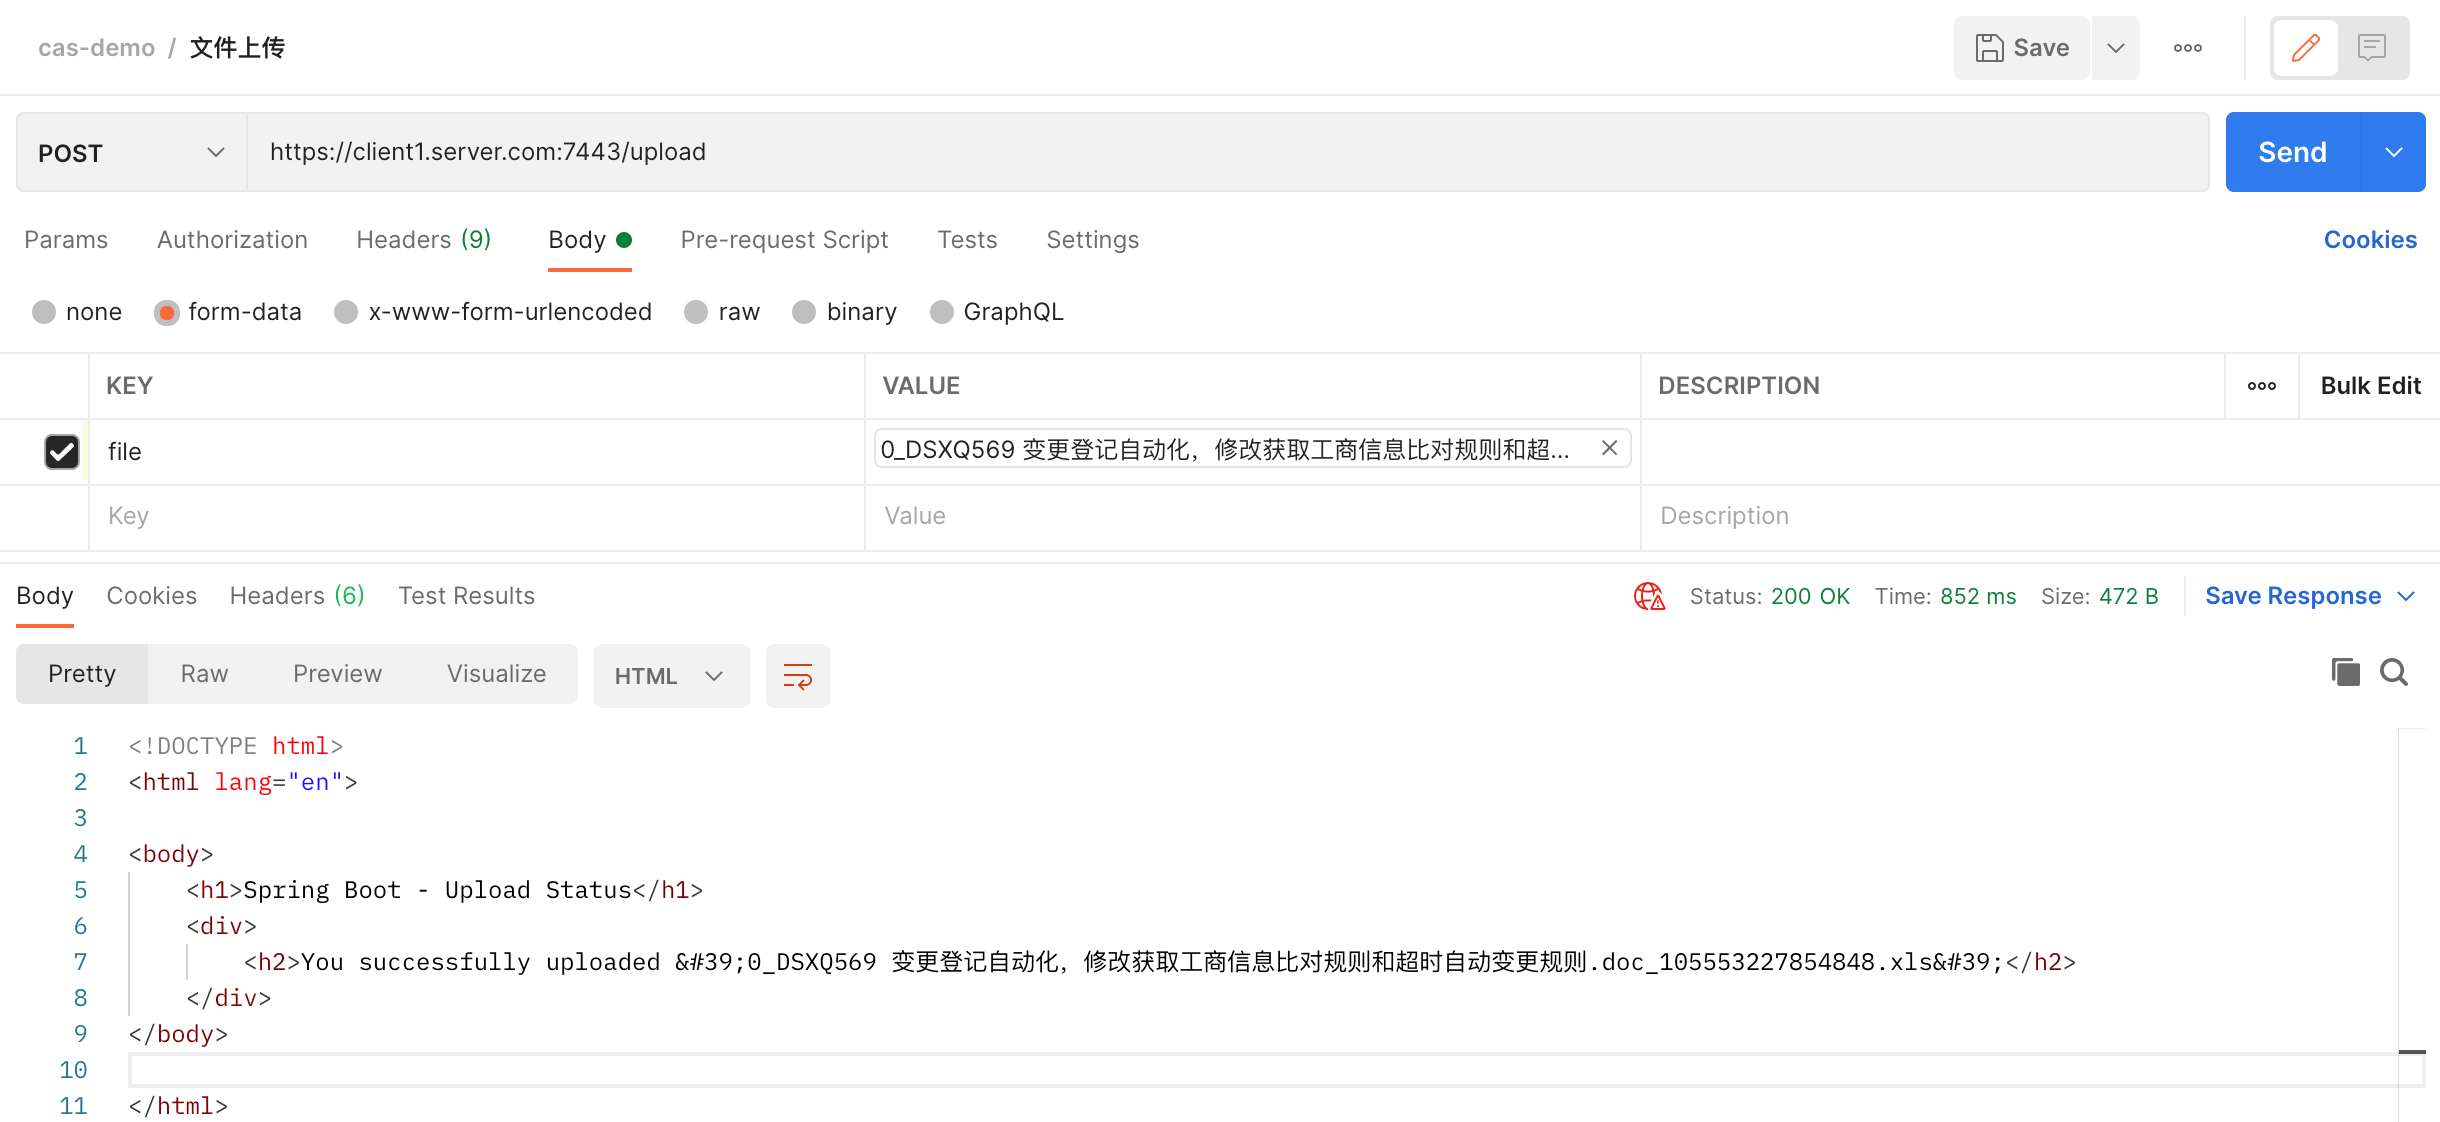 cas-demo / 文件上传
Save
POST
https://client1.server.com:7443/upload
Send
Params Authorization Headers (9) Body Pre-request Script Tests Settings Cookies
none form-data x-www-form-urlencoded raw binary GraphQL
KEY VALUE DESCRIPTION ooo Bulk Edit
file 0_DSXQ569 变更登记自动化，修改获取工商信息比对规则和超...
Key Value Description
Body Cookies Headers (6) Test Results Status: 200 OK Time: 852 ms Size: 472 B Save Response
Pretty Raw Preview Visualize HTML
1 <!DOCTYPE html>
2 <html lang="en">
3
4 <body>
5 <h1>Spring Boot - Upload Status</h1>
6 <div>
7 <h2>You successfully uploaded &#39;0_DSXQ569 变更登记自动化，修改获取工商信息比对规则和超时自动变更规则.doc_105553227854848.xls&#39;</h2>
8 </div>
9 </body>
10
11 </html>